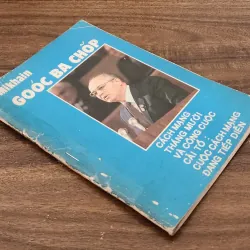 Mikhain
GOÓC BA CHỐP
CÁCH MẠNG
THÁNG MƯỜI
VÀ CÔNG CUỘC
CẢI TỔ :
CUỘC CÁCH MẠNG
ĐANG TIẾP DIỄN